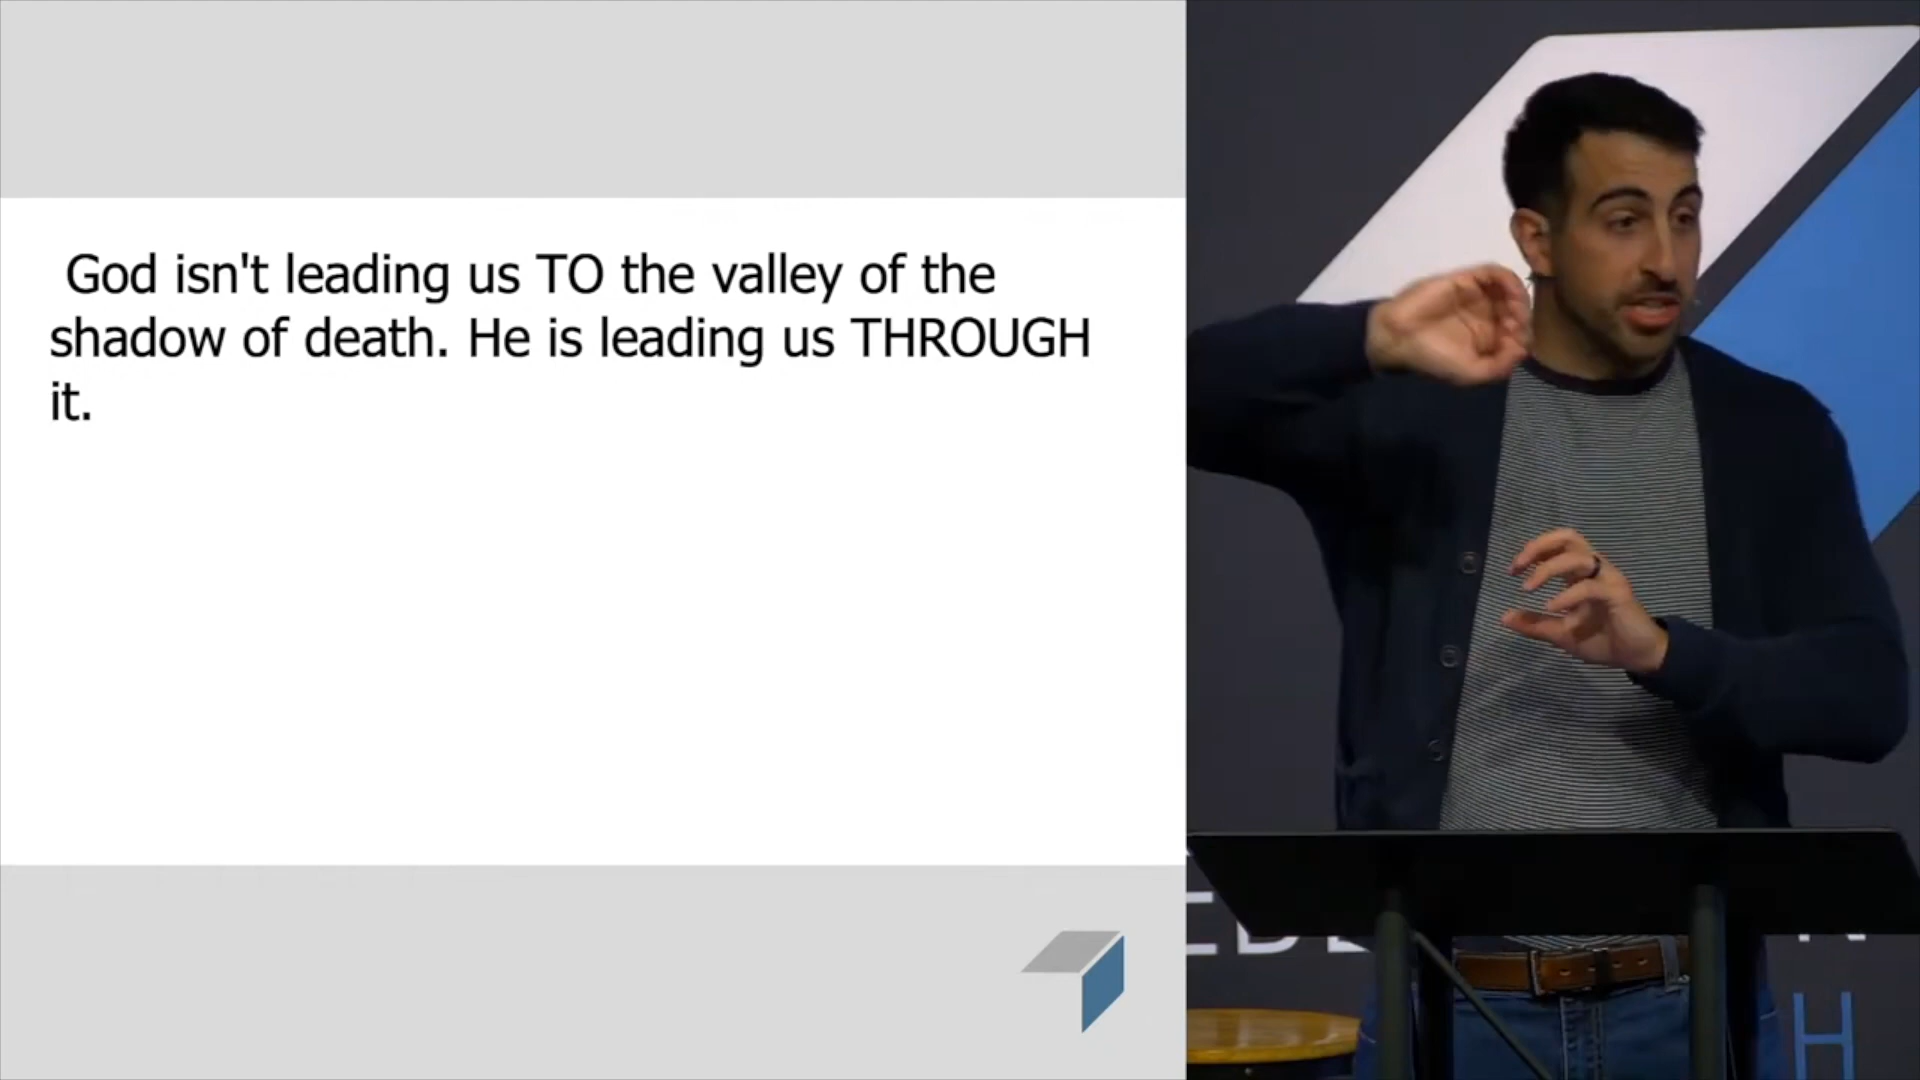 God isn't leading us TO the valley of the
shadow of death. He is leading us THROUGH
it.